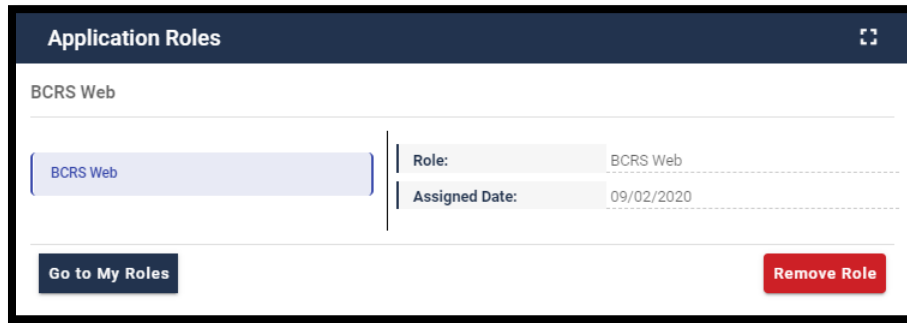 Application Roles
BCRS Web
BCRS Web
Role: BCRS Web
Assigned Date: 09/02/2020
Go to My Roles Remove Role